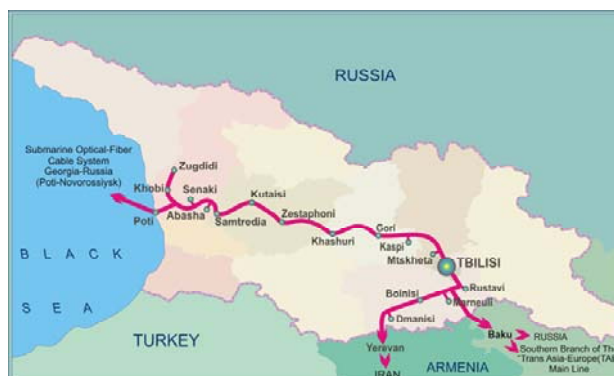 RUSSIA
Submarine Optical-Fiber
Cable System
Georgia-Russia
(Poti-Novorossiysk)
Zugdidi
Khobi
Senaki
Kutaisi
Poti
Abasha
Samtredia
Zestaphoni
Khashuri
Gori
Kaspi
Mtskheta
TBILISI
BLACK
SEA
Rustavi
Bolnisi
Marneuli
Dmanisi
TURKEY
Yerevan
Baku
RUSSIA
Southern Branch of The
"Trans Asia-Europe(TAE)
Main Line
IRAN
ARMENIA